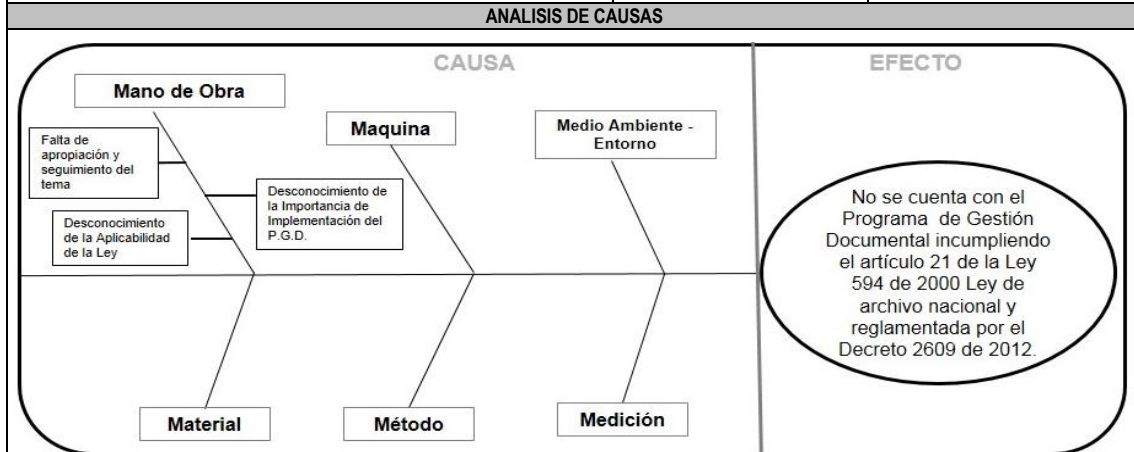 ANALISIS DE CAUSAS
CAUSA
EFECTO
Mano de Obra
Maquina
Medio Ambiente -
Entorno
Falta de
apropiación y
seguimiento del
tema
Desconocimiento de
la Importancia de
Implementación del
P.G.D.
Desconocimiento
de la Aplicabilidad
de la Ley
No se cuenta con el
Programa de Gestión
Documental incumpliendo
el artículo 21 de la Ley
594 de 2000 Ley de
archivo nacional y
reglamentada por el
Decreto 2609 de 2012.
Material
Método
Medición